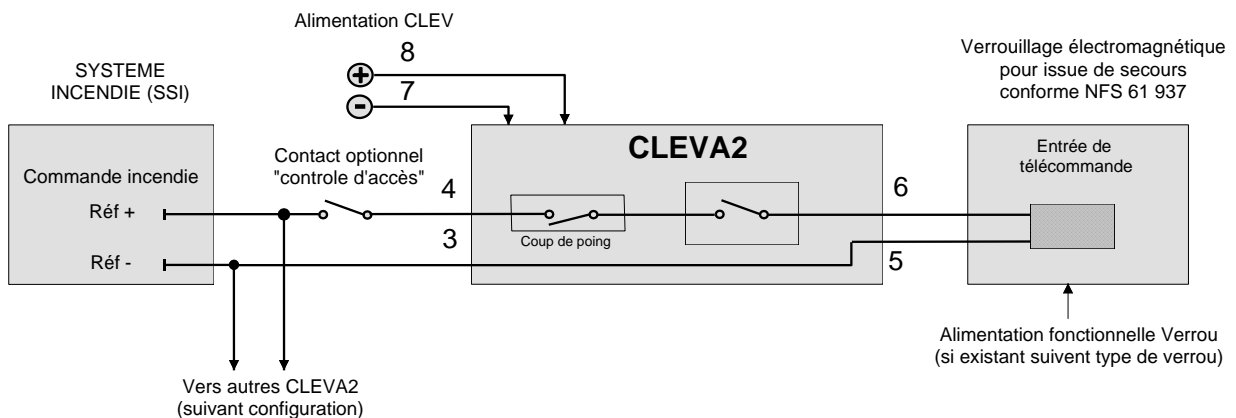 Alimentation CLEV
8
7
SYSTEME
INCENDIE (SSI)
Verrouillage électromagnétique
pour issue de secours
conforme NFS 61 937
CLEVA2
Commande incendie
Réf +
Réf -
Contact optionnel
"controle d'accès"
4
3
Coup de poing
6
5
Entrée de
télécommande
Alimentation fonctionnelle Verrou
(si existant suivent type de verrou)
Vers autres CLEVA2
(suivant configuration)